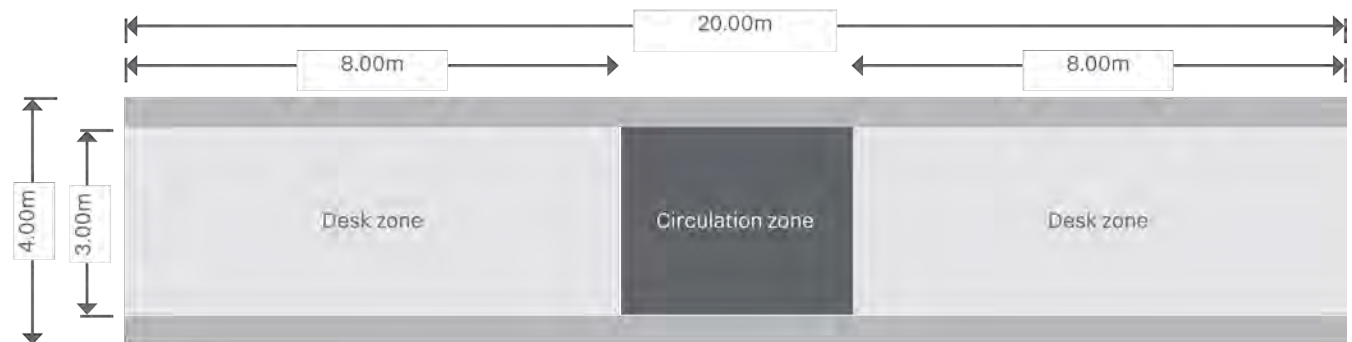 20.00m
8.00m
8.00m
4.00m
3.00m
Desk zone
Circulation zone
Desk zone